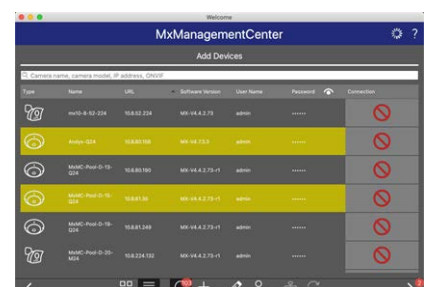 Welcome
MxManagementCenter
?
Add Devices
Camera name, camera model, IP address, ONVIF
Type Name URL Software Version User Name Password Connection
mx10-8-52-224 10.8.52.224 MX-V4.4.2.73 admin ••••••
Andys-Q24 10.8.80.158 MX-V4.7.3.3 admin ••••••
MxMC-Pool-D-15-Q24 10.8.80.190 MX-V4.4.2.73-r1 admin ••••••
MxMC-Pool-D-16-Q24 10.8.81.36 MX-V4.4.2.73-r1 admin ••••••
MxMC-Pool-D-19-Q24 10.8.81.249 MX-V4.4.2.73-r1 admin ••••••
MxMC-Pool-D-20-M24 10.8.224.132 MX-V4.4.2.73-r1 admin ••••••
103